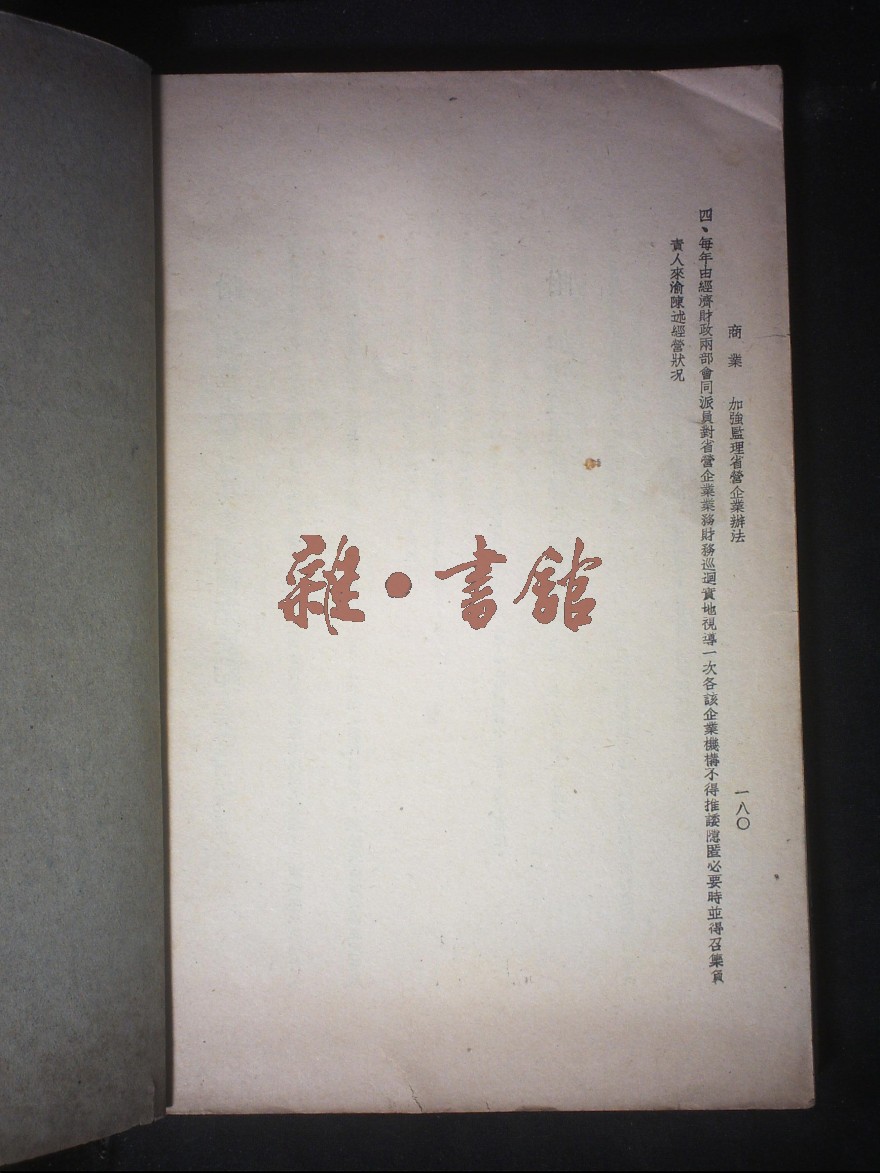 商業　加強監理省營企業辦法　一八〇
四、每年由經濟財政兩部會同派員對省營企業業務財務巡迴實地視導一次各該企業機構不得推諉隱匿必要時並得召集負
責人來渝陳述經營狀况
雜·書館